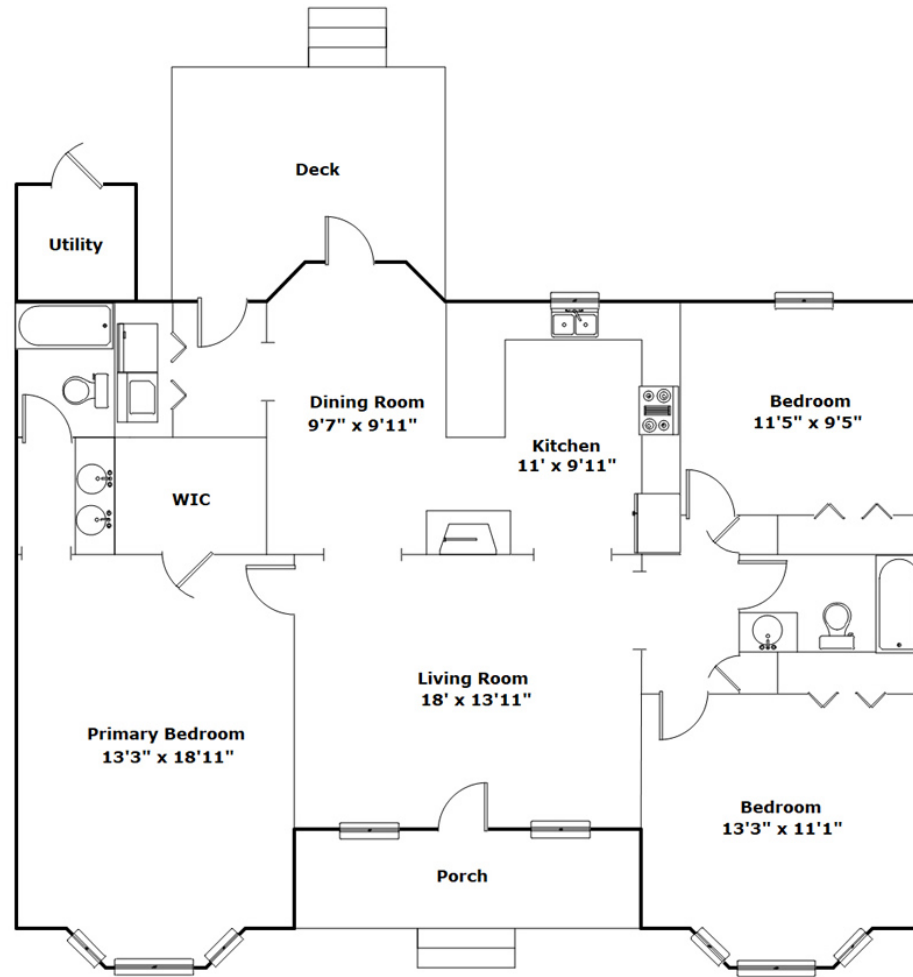 Deck
Utility
Dining Room
9'7" x 9'11"
Bedroom
11'5" x 9'5"
Kitchen
11' x 9'11"
WIC
Living Room
18' x 13'11"
Primary Bedroom
13'3" x 18'11"
Bedroom
13'3" x 11'1"
Porch